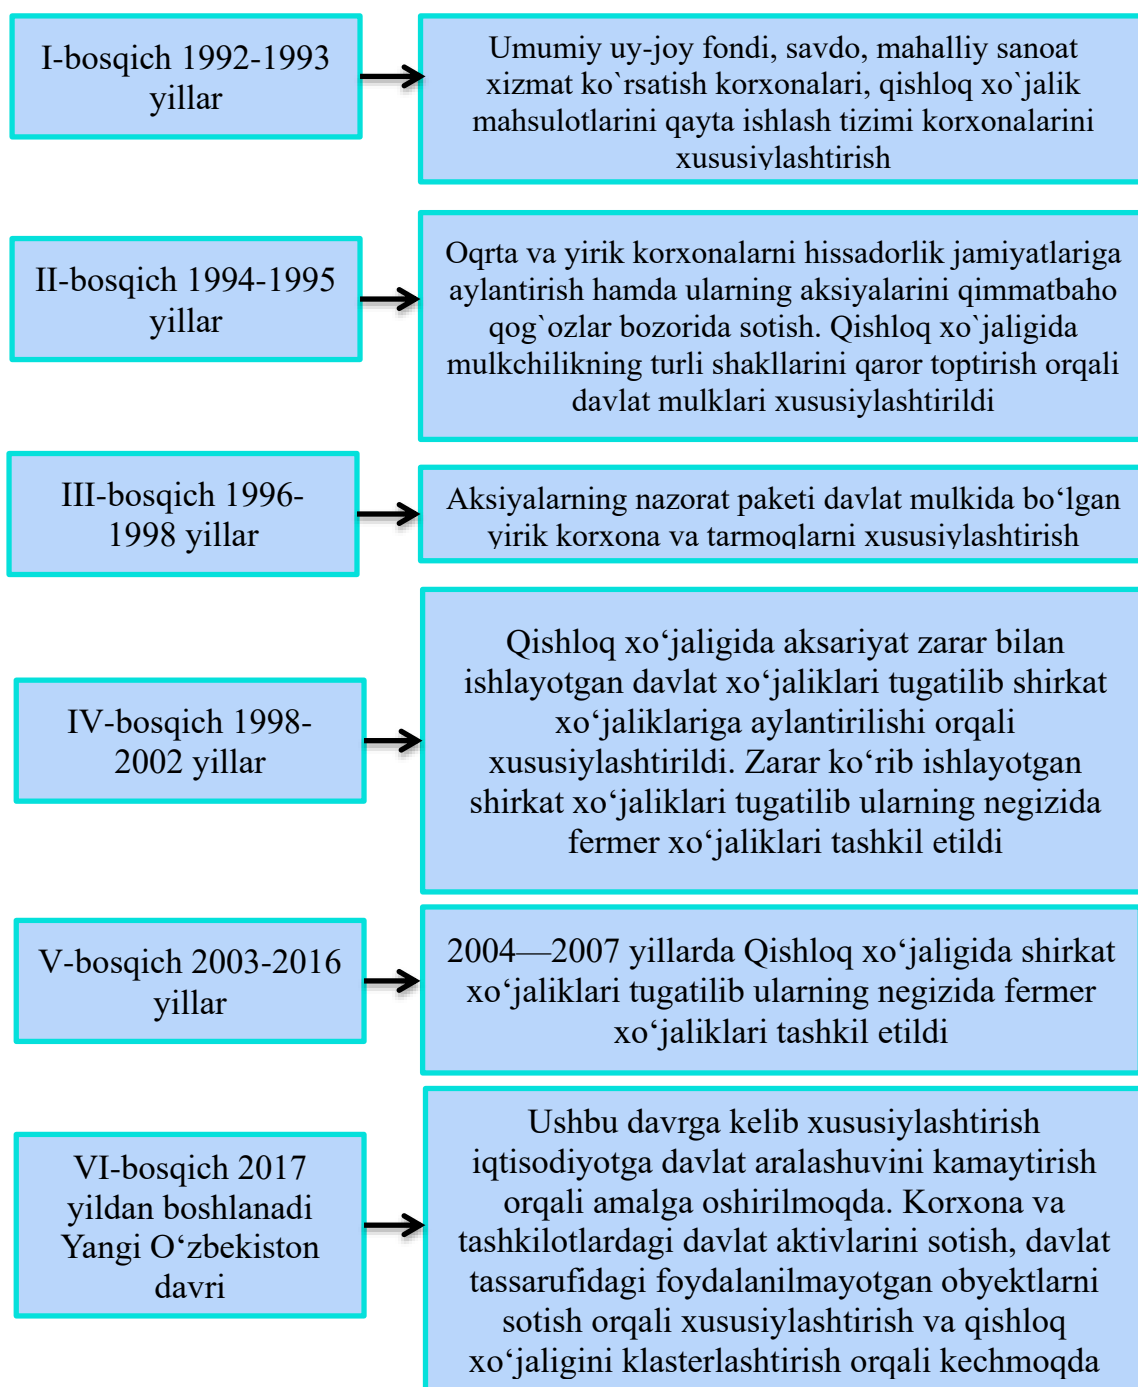 I-bosqich 1992-1993
yillar
Umumiy uy-joy fondi, savdo, mahalliy sanoat
xizmat ko`rsatish korxonalari, qishloq xo`jalik
mahsulotlarini qayta ishlash tizimi korxonalarini
xususiylashtirish
II-bosqich 1994-1995
yillar
Oqrta va yirik korxonalarni hissadorlik jamiyatlariga
aylantirish hamda ularning aksiyalarini qimmatbaho
qog`ozlar bozorida sotish. Qishloq xo`jaligida
mulkchilikning turli shakllarini qaror toptirish orqali
davlat mulklari xususiylashtirildi
III-bosqich 1996-
1998 yillar
Aksiyalarning nazorat paketi davlat mulkida bo‘lgan
yirik korxona va tarmoqlarni xususiylashtirish
IV-bosqich 1998-
2002 yillar
Qishloq xo‘jaligida aksariyat zarar bilan
ishlayotgan davlat xo‘jaliklari tugatilib shirkat
xo‘jaliklariga aylantirilishi orqali
xususiylashtirildi. Zarar ko‘rib ishlayotgan
shirkat xo‘jaliklari tugatilib ularning negizida
fermer xo‘jaliklari tashkil etildi
V-bosqich 2003-2016
yillar
2004—2007 yillarda Qishloq xo‘jaligida shirkat
xo‘jaliklari tugatilib ularning negizida fermer
xo‘jaliklari tashkil etildi
VI-bosqich 2017
yildan boshlanadi
Yangi O‘zbekiston
davri
Ushbu davrga kelib xususiylashtirish
iqtisodiyotga davlat aralashuvini kamaytirish
orqali amalga oshirilmoqda. Korxona va
tashkilotlardagi davlat aktivlarini sotish, davlat
tassarufidagi foydalanilmayotgan obyektlarni
sotish orqali xususiylashtirish va qishloq
xo‘jaligini klasterlashtirish orqali kechmoqda